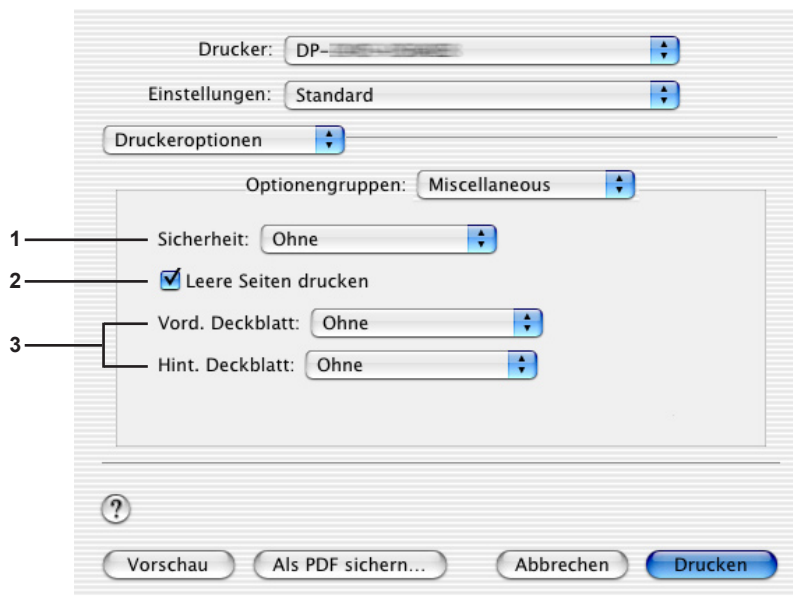 Drucker: DP-
Einstellungen: Standard
Druckeroptionen
Optionengruppen: Miscellaneous
1 Sicherheit: Ohne
2 Leere Seiten drucken
3 Vord. Deckblatt: Ohne
Hint. Deckblatt: Ohne
?
Vorschau Als PDF sichern... Abbrechen Drucken